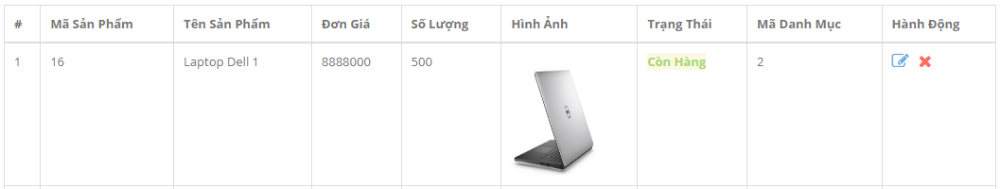 # Mã Sản Phẩm Tên Sản Phẩm Đơn Giá Số Lượng Hình Ảnh Trạng Thái Mã Danh Mục Hành Động
1 16 Laptop Dell 1 8888000 500 Còn Hàng 2